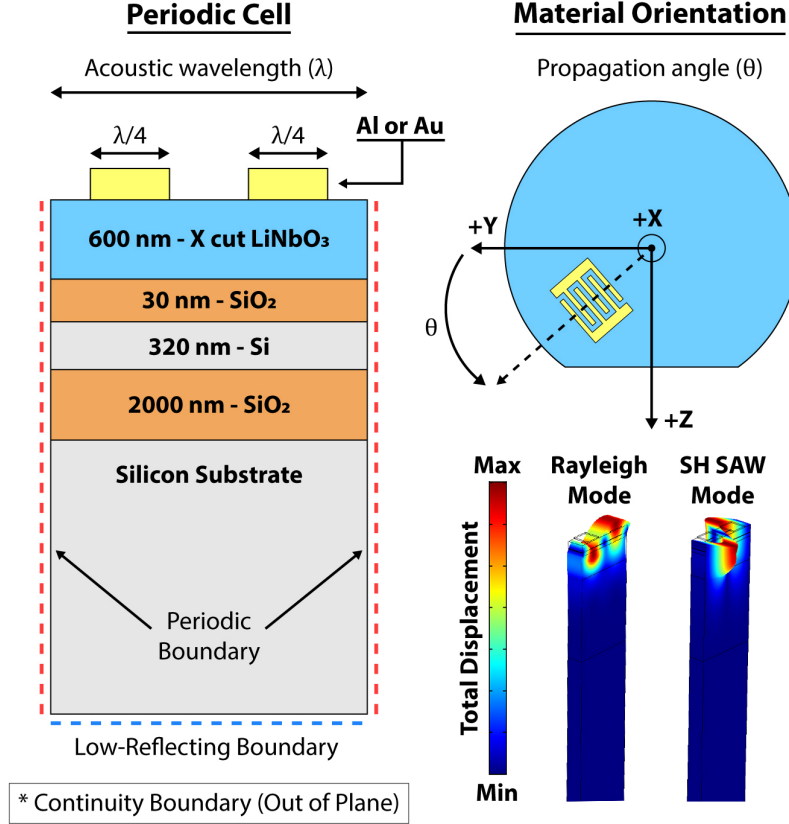 Periodic Cell
Acoustic wavelength (λ)
λ/4
λ/4
Al or Au
600 nm - X cut LiNbO₃
30 nm - SiO₂
320 nm - Si
2000 nm - SiO₂
Silicon Substrate
Periodic
Boundary
Low-Reflecting Boundary
* Continuity Boundary (Out of Plane)
Material Orientation
Propagation angle (θ)
+X
+Y
θ
+Z
Max
Total Displacement
Min
Rayleigh
Mode
SH SAW
Mode